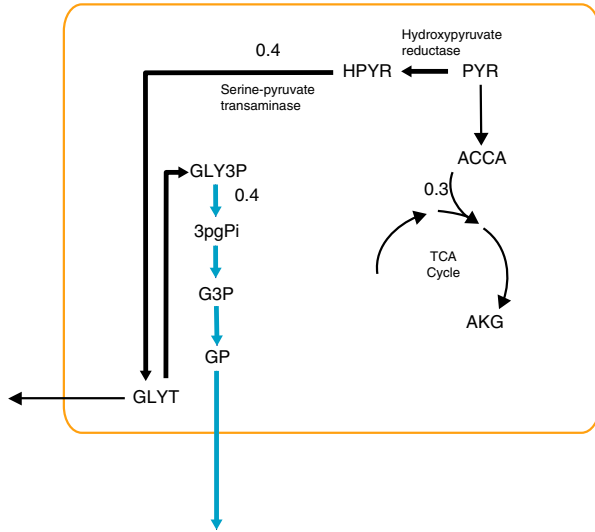 Hydroxypyruvate
reductase
0.4
HPYR
PYR
Serine-pyruvate
transaminase
ACCA
GLY3P
0.3
0.4
3pgPi
TCA
Cycle
G3P
AKG
GP
GLYT